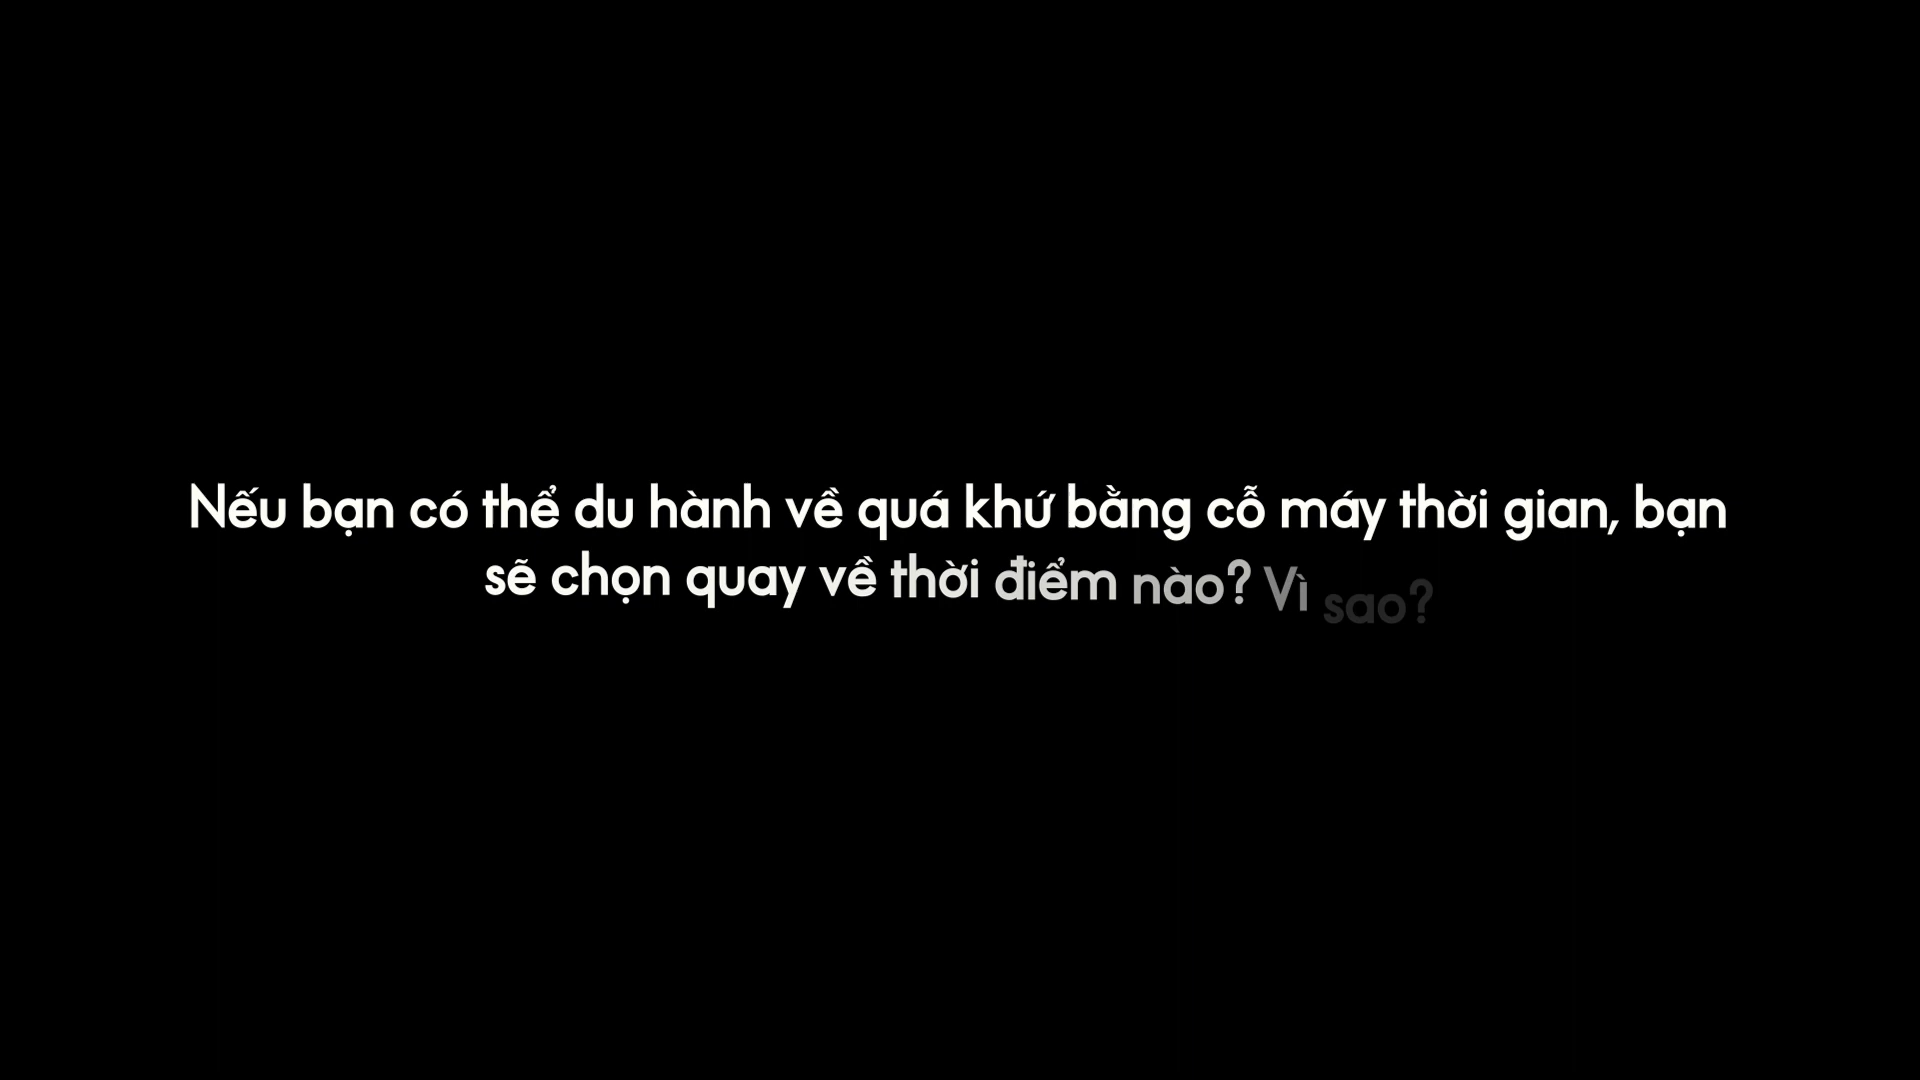 Nếu bạn có thể du hành về quá khứ bằng cỗ máy thời gian, bạn
sẽ chọn quay về thời điểm nào? Vì sao?